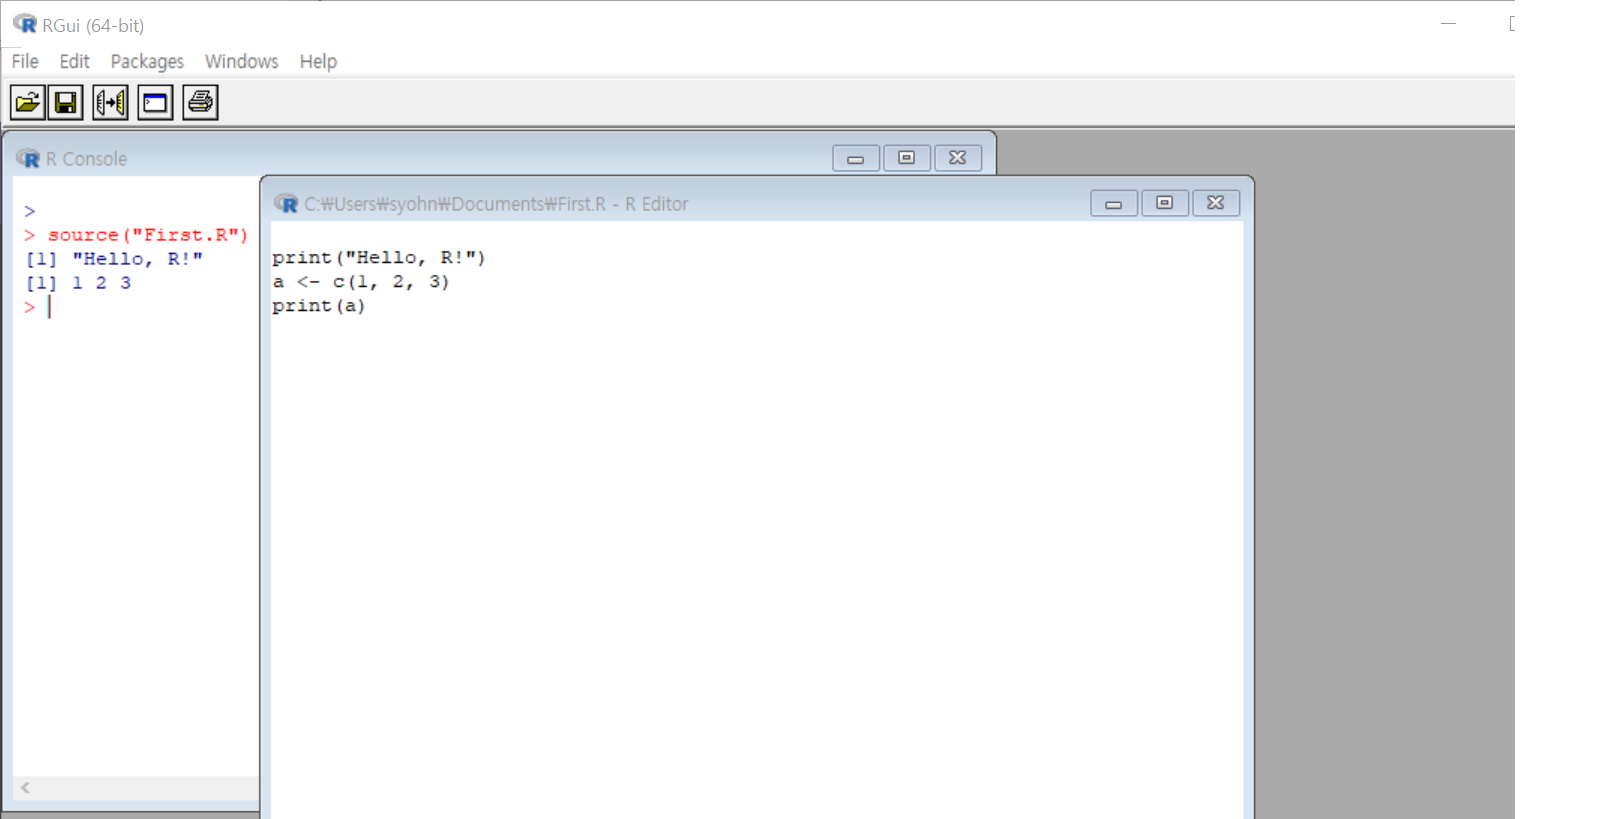 RGui (64-bit)
File Edit Packages Windows Help
R Console
>
> source("First.R")
[1] "Hello, R!"
[1] 1 2 3
>
C:₩Users₩syohn₩Documents₩First.R - R Editor
print("Hello, R!")
a <- c(1, 2, 3)
print(a)